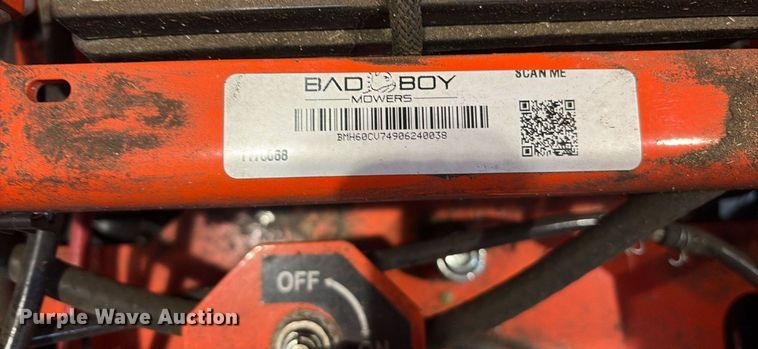 SCAN ME
BAD BOY
MOWERS
BMH60CV74906240038
OFF
Purple Wave Auction